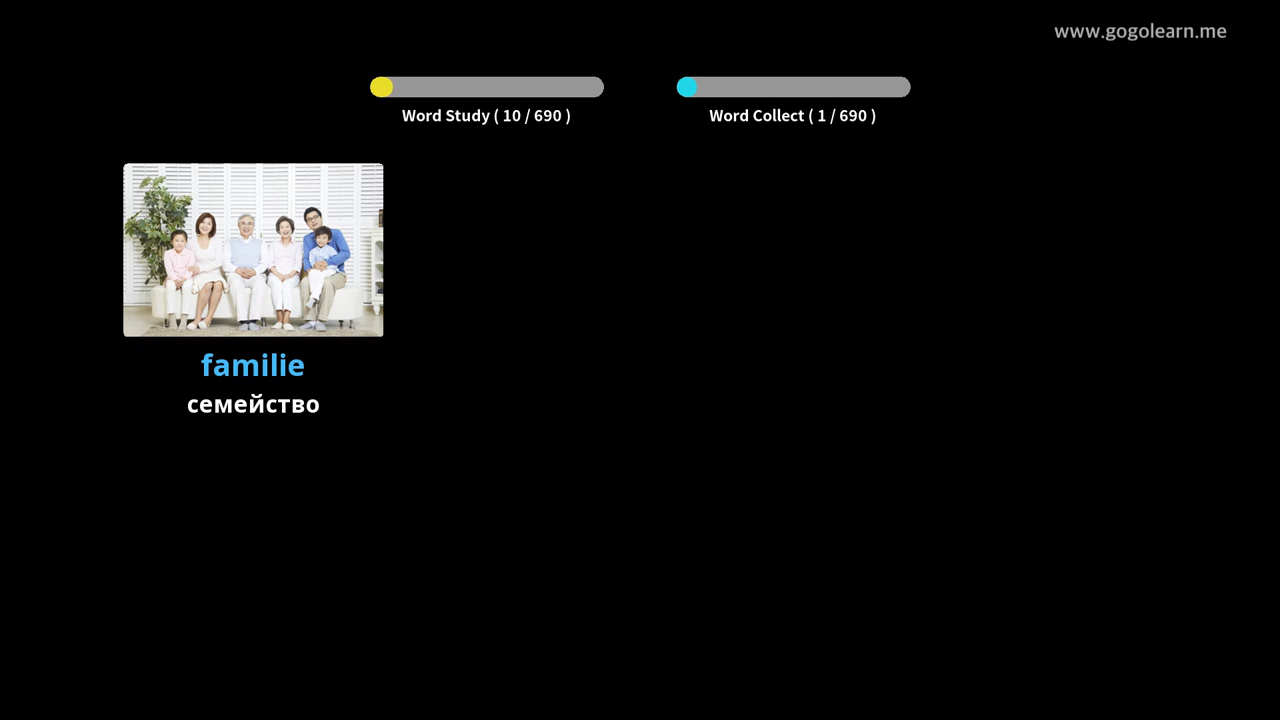 www.gogolearn.me
Word Study ( 10 / 690 )
Word Collect ( 1 / 690 )
familie
семейство